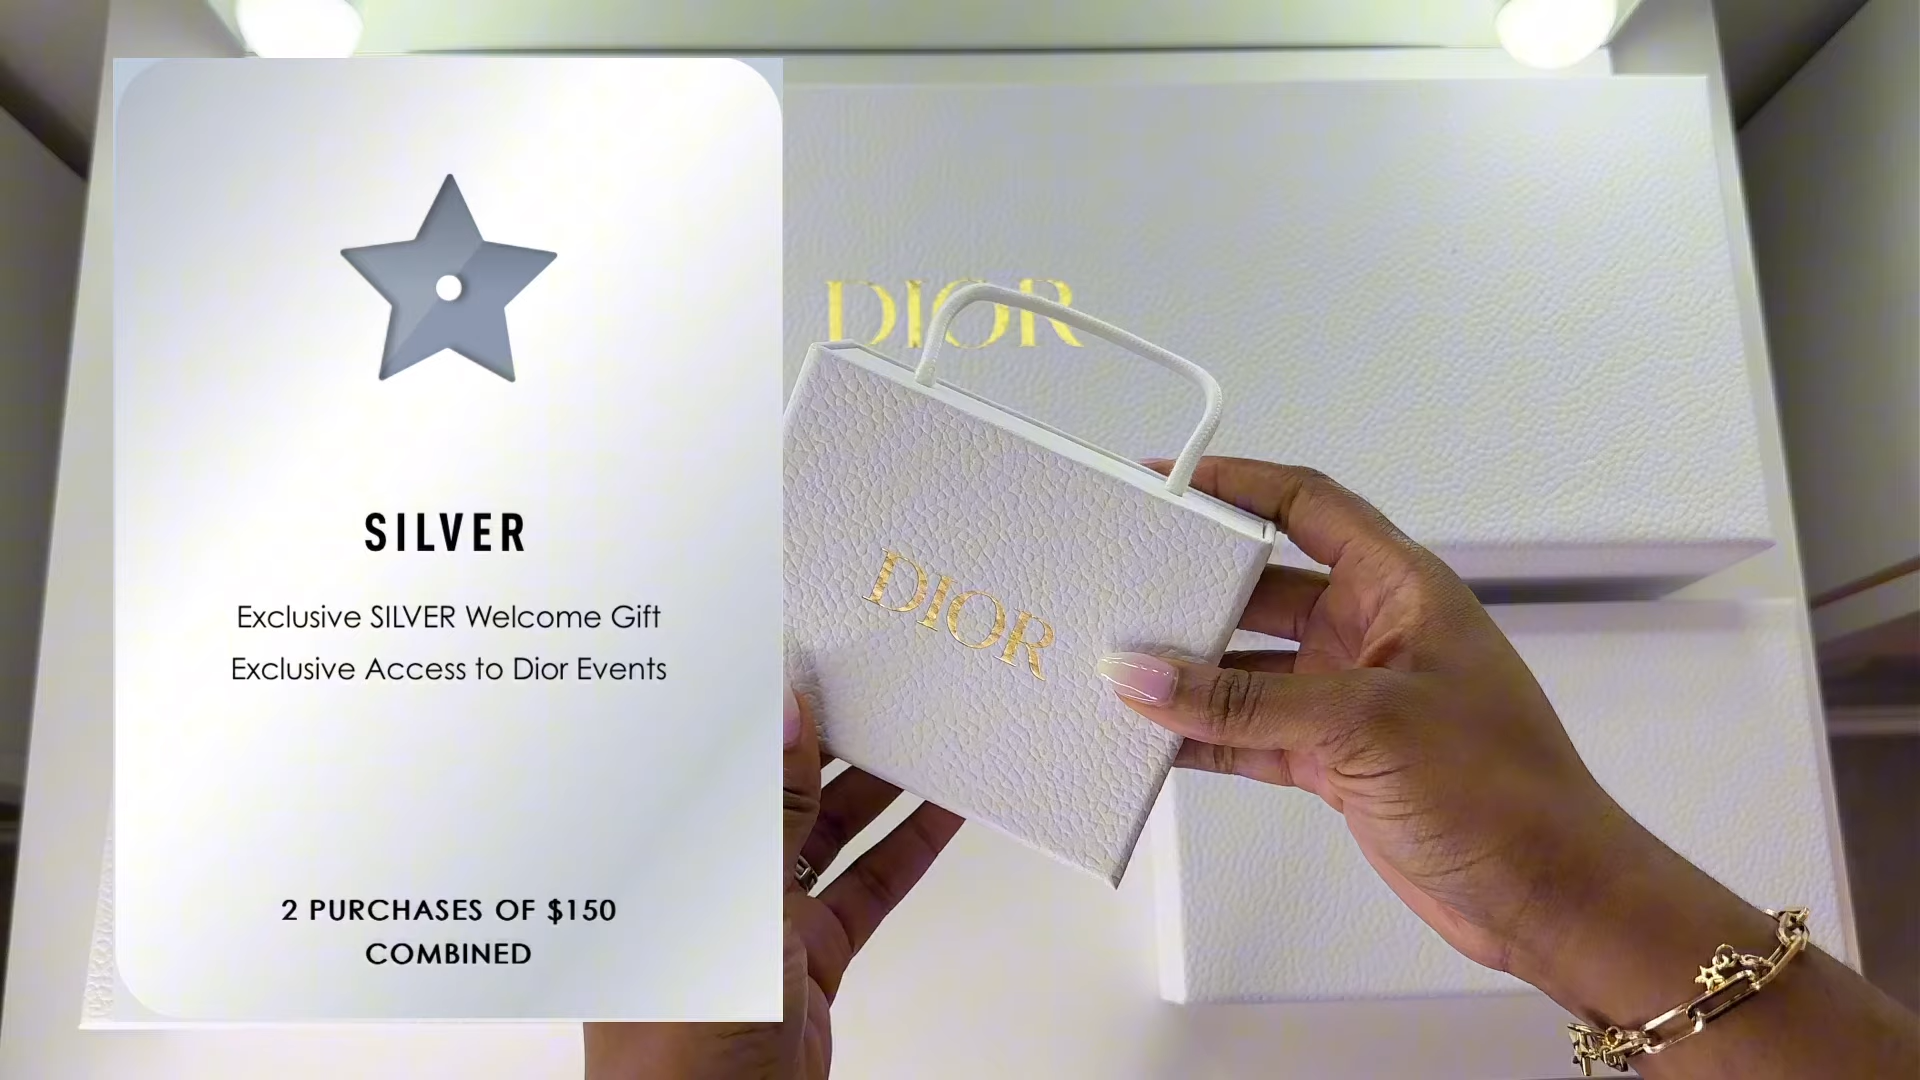 SILVER
Exclusive SILVER Welcome Gift
Exclusive Access to Dior Events
2 PURCHASES OF $150
COMBINED
DIOR
DIOR